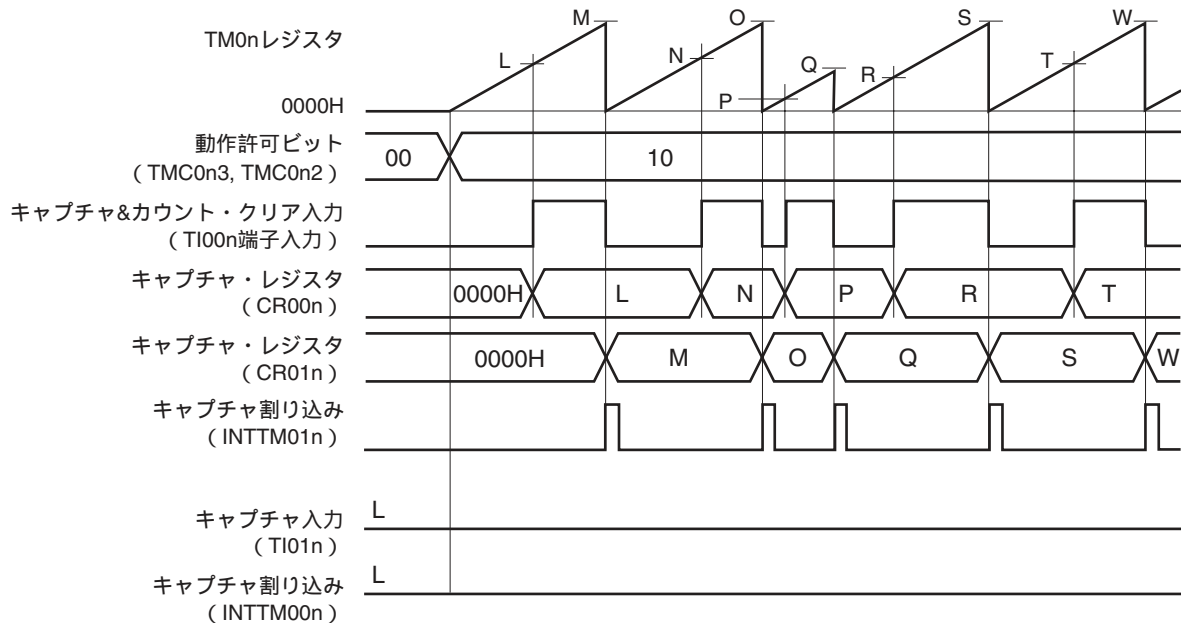 M O S W
TM0nレジスタ
L N Q R T
P
0000H
動作許可ビット
(TMC0n3, TMC0n2)
00 10
キャプチャ&カウント・クリア入力
(TI00n端子入力)
キャプチャ・レジスタ
(CR00n)
0000H L N P R T
キャプチャ・レジスタ
(CR01n)
0000H M O Q S W
キャプチャ割り込み
(INTTM01n)
L
キャプチャ入力
(TI01n)
L
キャプチャ割り込み
(INTTM00n)